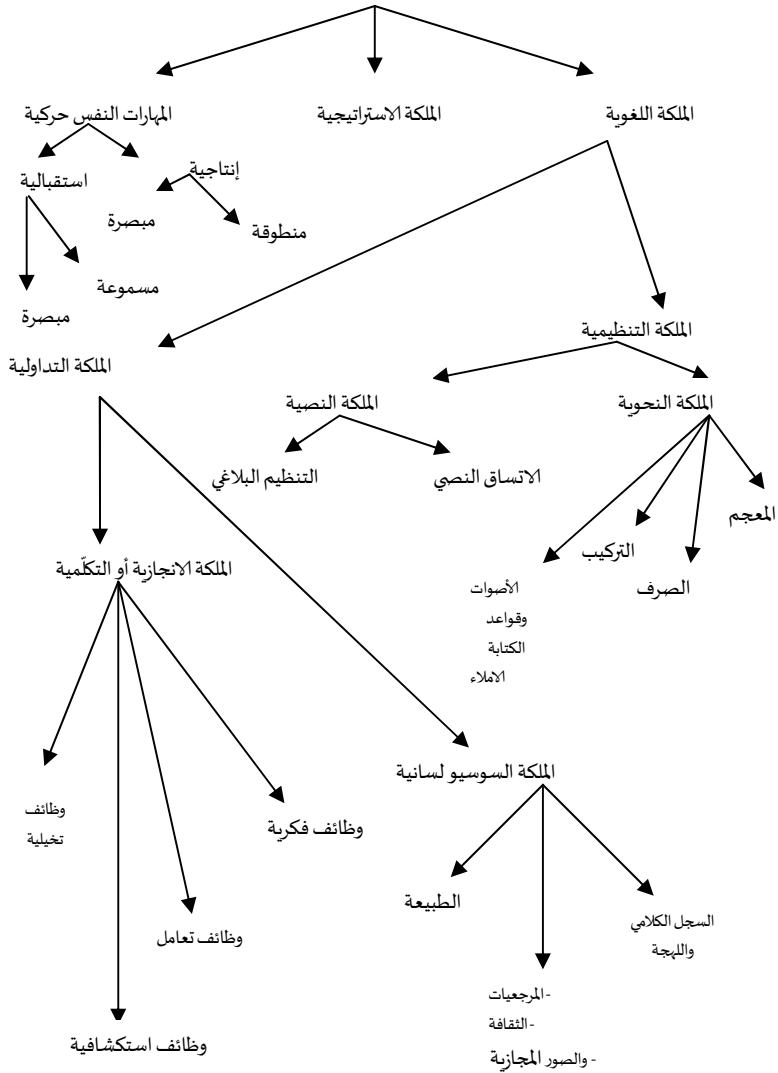 الملكة اللغوية
الملكة الاستراتيجية
المهارات النفس حركية
إنتاجية
استقبالية
مبصرة
منطوقة
مسموعة
مبصرة
الملكة التنظيمية
الملكة التداولية
الملكة النحوية
الملكة النصية
الاتساق النصي
التنظيم البلاغي
المعجم
التركيب
الصرف
الأصوات
وقواعد
الكتابة
الاملاء
الملكة الانجازية أو التكلّمية
الملكة السوسيو لسانية
وظائف
تخيلية
وظائف فكرية
وظائف تعامل
وظائف استكشافية
السجل الكلامي
واللهجة
الطبيعة
-المرجعيات
-الثقافة
- والصور المجازية